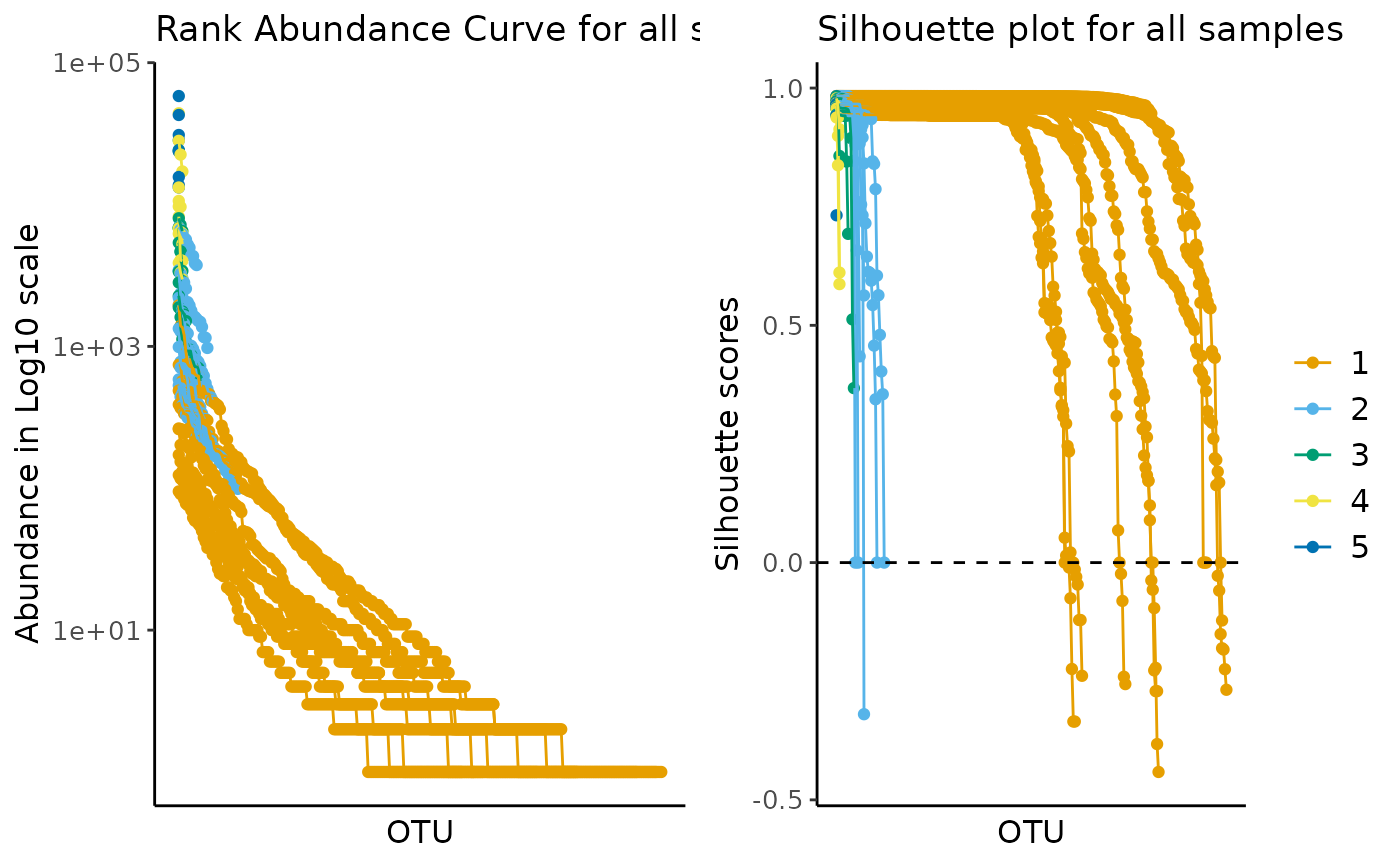 Rank Abundance Curve for all s
Abundance in Log10 scale
1e+05
1e+03
1e+01
OTU
Silhouette plot for all samples
Silhouette scores
1.0
0.5
0.0
-0.5
OTU
1
2
3
4
5